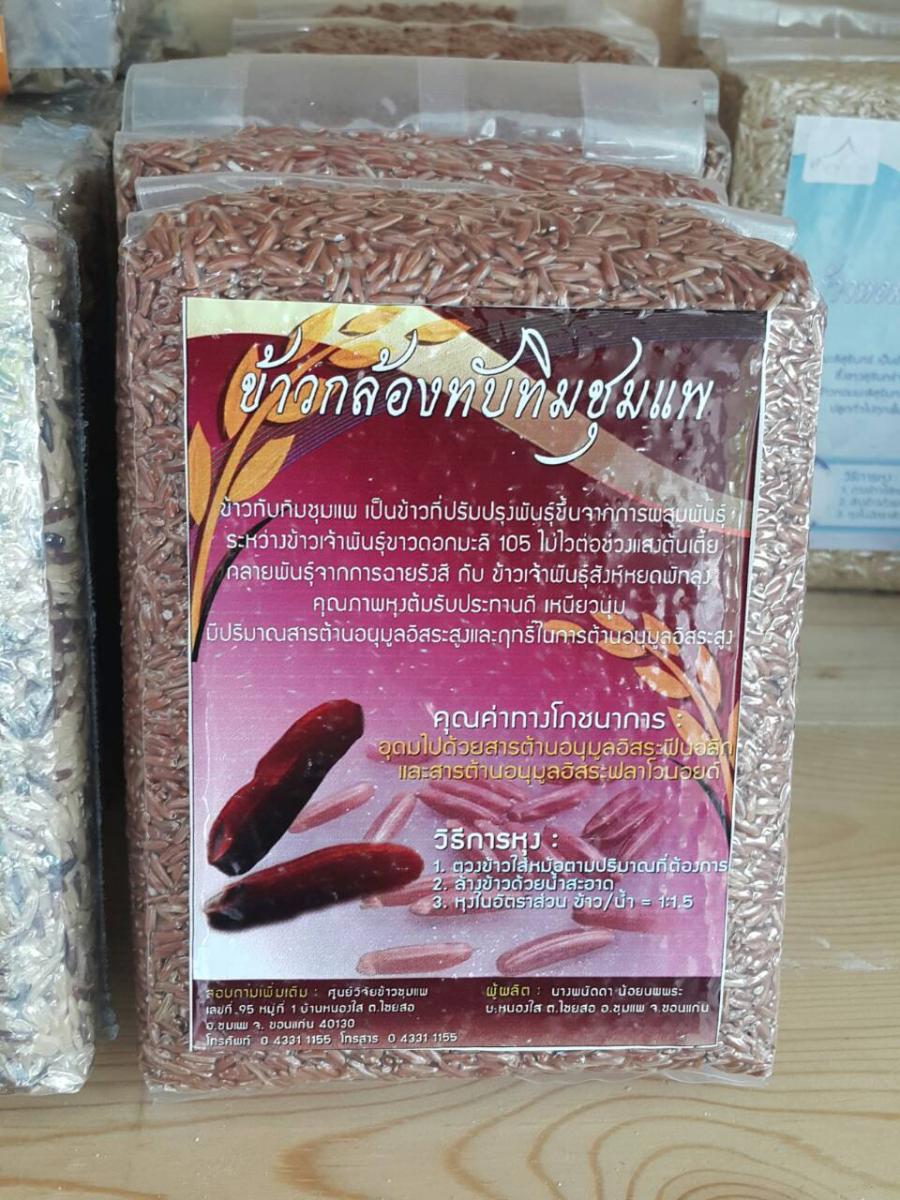 ข้าวกล้องทับทิมชุมแพ
ข้าวทับทิมชุมแพ เป็นข้าวที่ปรับปรุงพันธุ์ขึ้นจากการผสมพันธุ์
ระหว่างข้าวเจ้าพันธุ์ขาวดอกมะลิ 105 ไม่ไวต่อช่วงแสงต้นเตี้ย
กลายพันธุ์จากการฉายรังสี กับ ข้าวเจ้าพันธุ์สังข์หยดพัทลุง
คุณภาพหุงต้มรับประทานดี เหนียวนุ่ม
มีปริมาณสารต้านอนุมูลอิสระสูงและฤทธิ์ในการต้านอนุมูลอิสระสูง
คุณค่าทางโภชนาการ :
อุดมไปด้วยสารต้านอนุมูลอิสระฟีนอลิก
และสารต้านอนุมูลอิสระฟลาโวนอยด์
วิธีการหุง :
1. ตวงข้าวใส่หม้อตามปริมาณที่ต้องการ
2. ล้างข้าวด้วยน้ำสะอาด
3. หุงในอัตราส่วน ข้าว/น้ำ = 1:1.5
สอบถามเพิ่มเติม : ศูนย์วิจัยข้าวชุมแพ
เลขที่ 95 หมู่ที่ 1 บ้านหนองใส ต.ไชยสอ
อ.ชุมแพ จ. ขอนแก่น 40130
โทรศัพท์ 0 4331 1155 โทรสาร 0 4331 1155
ผู้ผลิต : นางพนัดดา น้อยนพพระ
บ.หนองใส ต.ไชยสอ อ.ชุมแพ จ.ขอนแก่น
วิธีการหุง